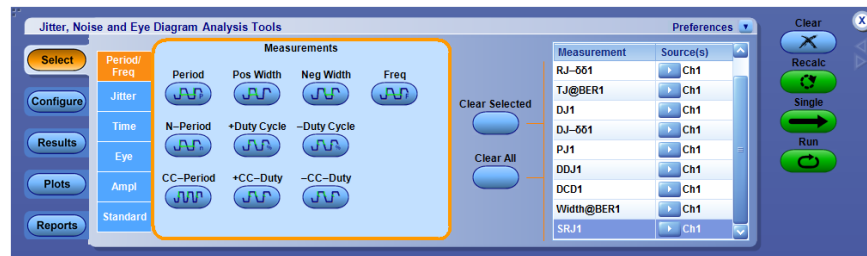 Jitter, Noise and Eye Diagram Analysis Tools
Preferences
Clear
Select
Configure
Results
Plots
Reports
Period/
Freq
Jitter
Time
Eye
Ampl
Standard
Measurements
Period
Pos Width
Neg Width
Freq
N–Period
+Duty Cycle
–Duty Cycle
CC–Period
+CC–Duty
–CC–Duty
Clear Selected
Clear All
Measurement
Source(s)
RJ–δδ1
Ch1
TJ@BER1
Ch1
DJ1
Ch1
DJ–δδ1
Ch1
PJ1
Ch1
DDJ1
Ch1
DCD1
Ch1
Width@BER1
Ch1
SRJ1
Ch1
Recalc
Single
Run
X